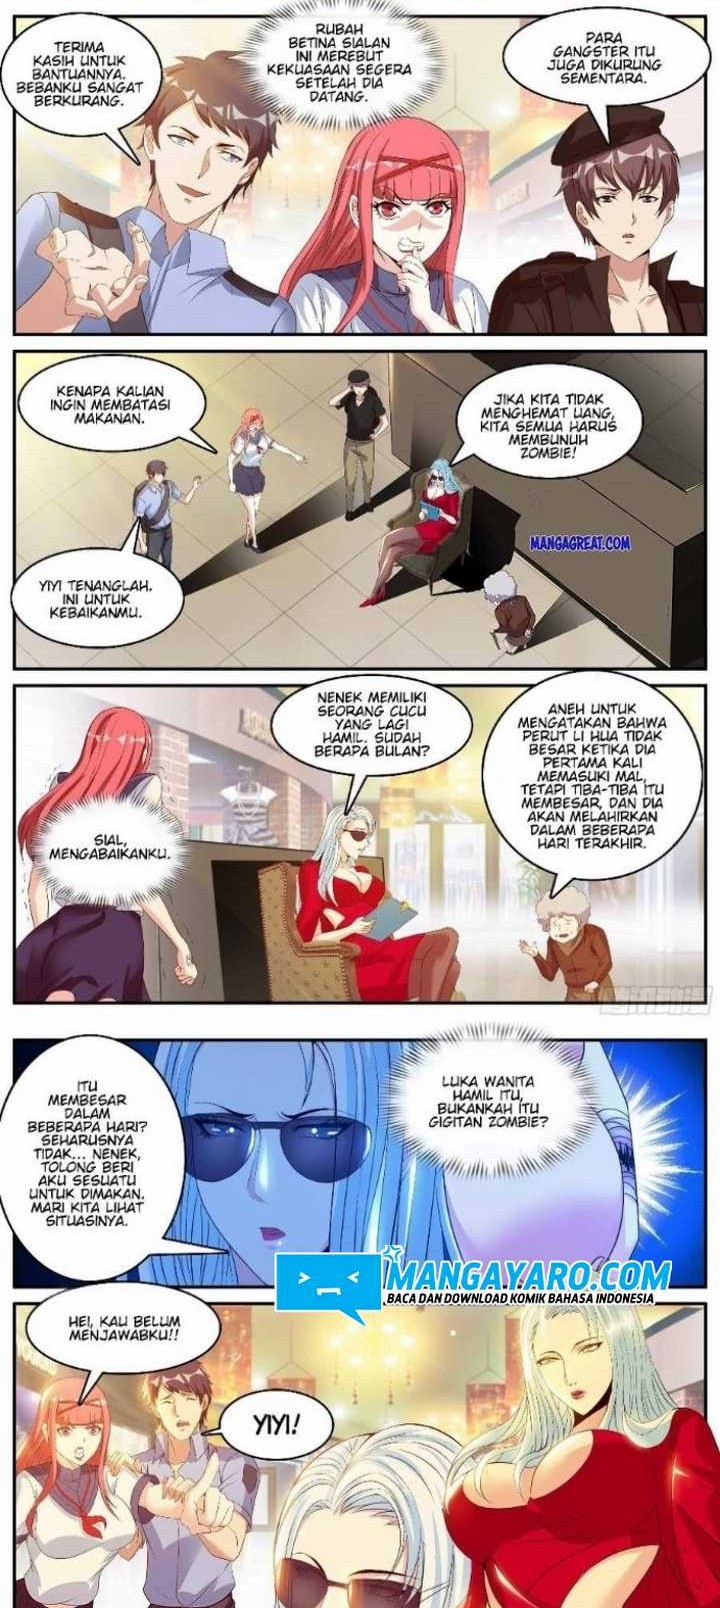 TERIMA
KASIH UNTUK
BANTUANNYA.
BEBANKU SANGAT
BERKURANG.
RUBAH
BETINA SIALAN
INI MEREBUT
KEKUASAAN SEGERA
SETELAH DIA
DATANG.
PARA
GANGSTER ITU
JUGA DIKURUNG
SEMENTARA.
KENAPA KALIAN
INGIN MEMBATASI
MAKANAN.
JIKA KITA TIDAK
MENGHEMAT UANG,
KITA SEMUA HARUS
MEMBUNUH
ZOMBIE!
MANGAGREAT.COM
YIYI TENANGLAH.
INI UNTUK
KEBAIKANMU.
NENEK MEMILIKI
SEORANG CUCU
YANG LAGI
HAMIL. SUDAH
BERAPA BULAN?
ANEH UNTUK
MENGATAKAN BAHWA
PERUT LI HUA TIDAK
BESAR KETIKA DIA
PERTAMA KALI
MEMASUKI MAL,
TETAPI TIBA-TIBA ITU
MEMBESAR, DAN DIA
AKAN MELAHIRKAN
DALAM BEBERAPA
HARI TERAKHIR.
SIAL,
MENGABAIKANKU.
ITU
MEMBESAR
DALAM
BEBERAPA HARI?
SEHARUSNYA
TIDAK... NENEK,
TOLONG BERI
AKU SESUATU
UNTUK DIMAKAN.
MARI KITA LIHAT
SITUASINYA.
LUKA WANITA
HAMIL ITU,
BUKANKAH ITU
GIGITAN ZOMBIE?
MANGAYARO.COM
BACA DAN DOWNLOAD KOMIK BAHASA INDONESIA
HEI, KAU BELUM
MENJAWABKU!!
YIYI!